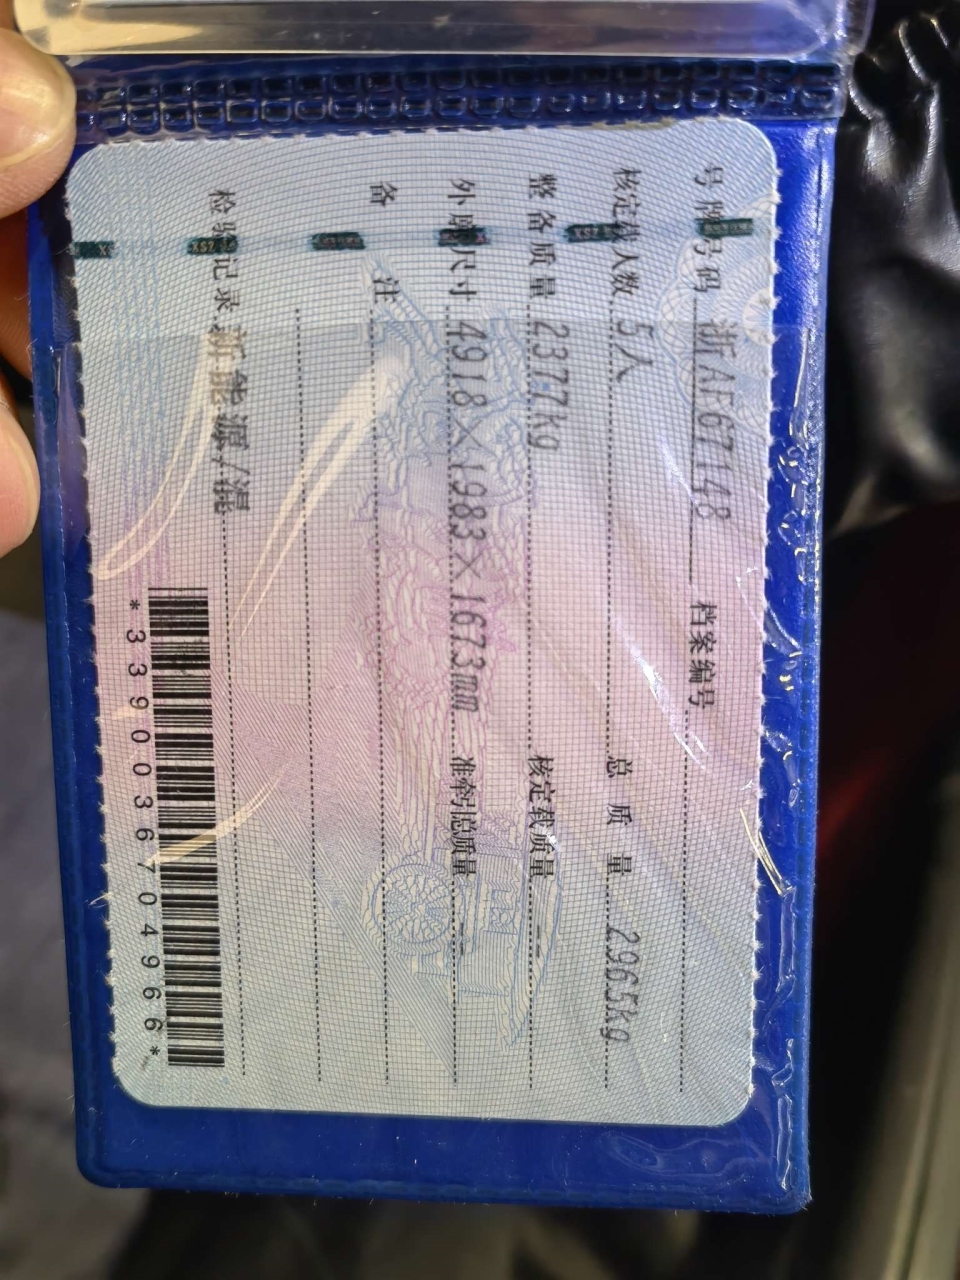 号牌号码 浙AF67148 档案编号
核定载人数 5人 总质量 2965kg
整备质量 2377kg 核定载质量 --
外廓尺寸 4918×1983×1673mm 准牵引总质量 --
备注
检验记录 新能源/混
*3390036704966*